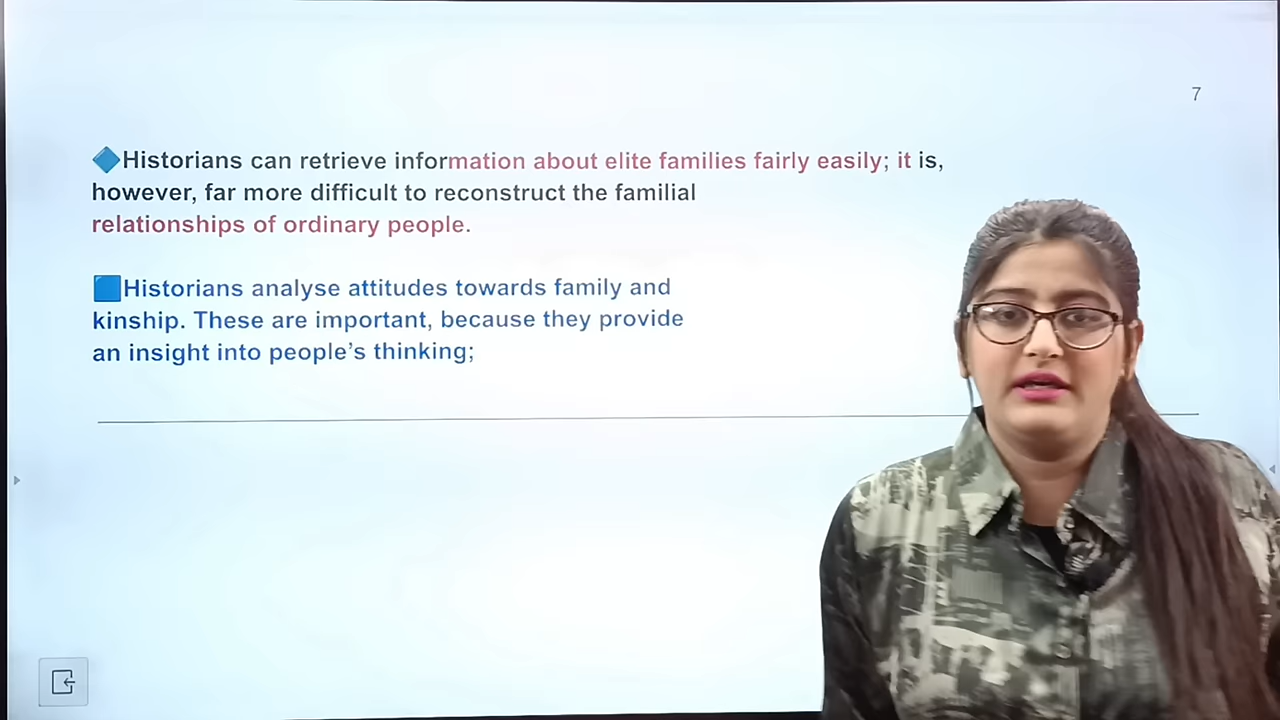 7
🔷Historians can retrieve information about elite families fairly easily; it is,
however, far more difficult to reconstruct the familial
relationships of ordinary people.
🟦Historians analyse attitudes towards family and
kinship. These are important, because they provide
an insight into people's thinking;